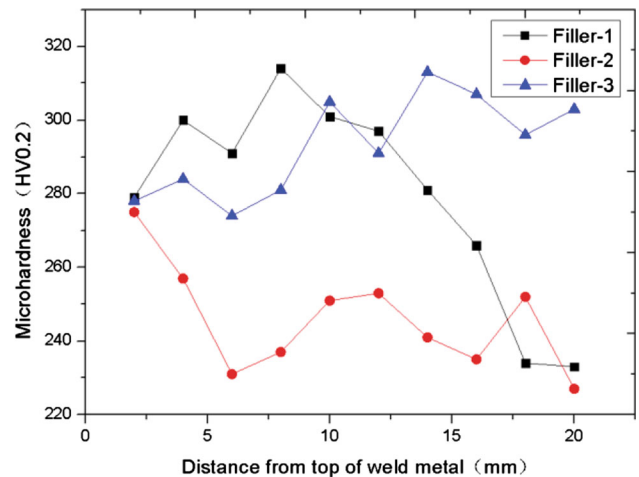 320
300
280
260
240
220
0
5
10
15
20
Microhardness（HV0.2）
Distance from top of weld metal（mm）
Filler-1
Filler-2
Filler-3